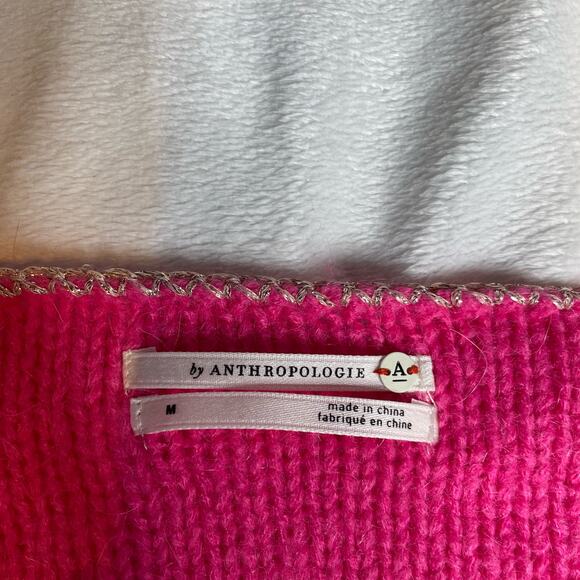 by ANTHROPOLOGIE A
M
made in china
fabriqué en chine